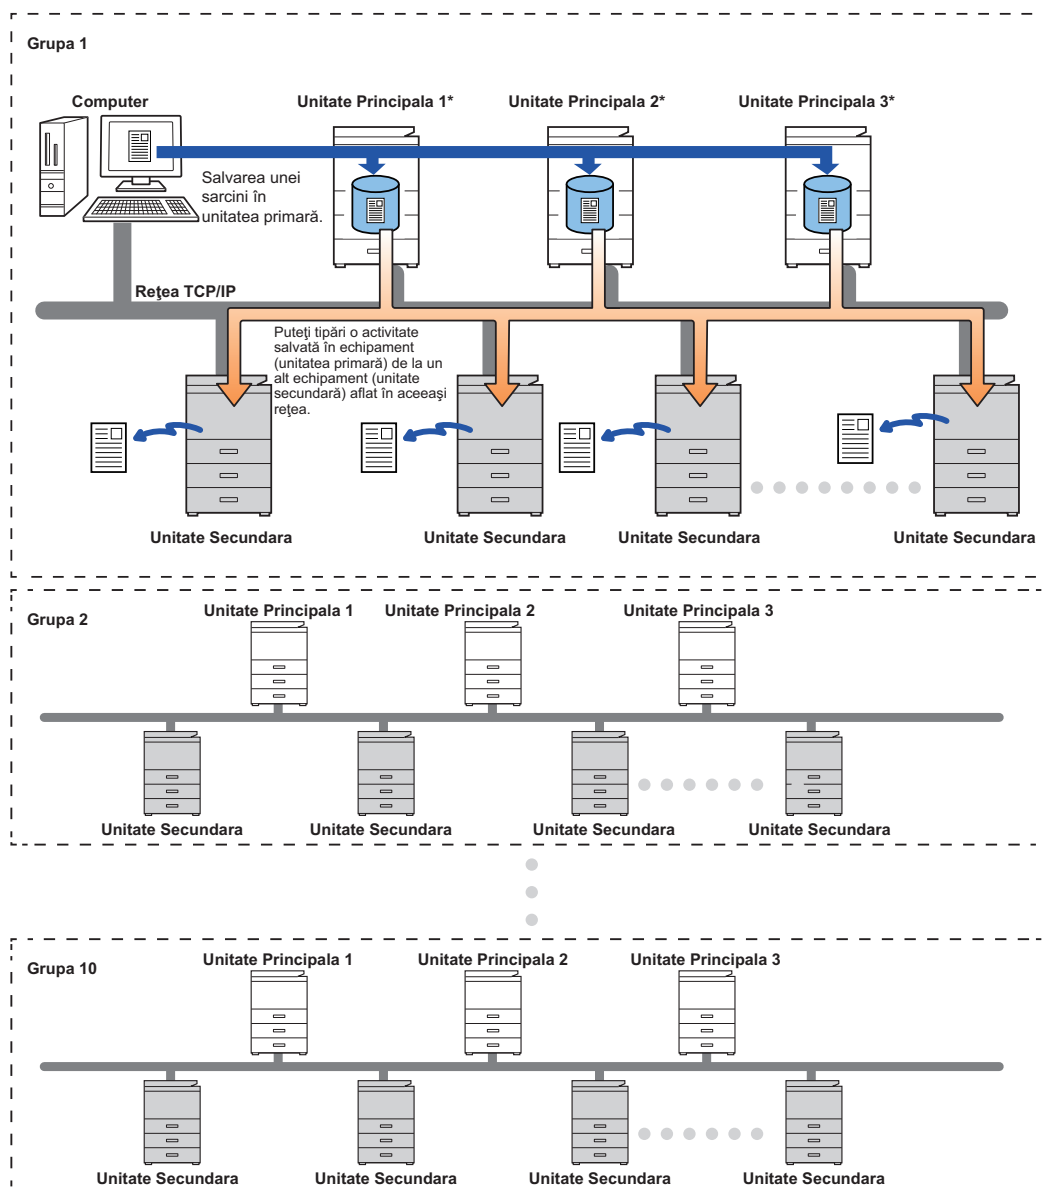 Grupa 1
Computer
Unitate Principala 1*
Unitate Principala 2*
Unitate Principala 3*
Salvarea unei
sarcini în
unitatea primară.
Reţea TCP/IP
Puteţi tipări o activitate
salvată în echipament
(unitatea primară) de la un
alt echipament (unitate
secundară) aflat în aceeaşi
reţea.
Unitate Secundara
Unitate Secundara
Unitate Secundara
Unitate Secundara
Grupa 2
Unitate Principala 1
Unitate Principala 2
Unitate Principala 3
Unitate Secundara
Unitate Secundara
Unitate Secundara
Unitate Secundara
Grupa 10
Unitate Principala 1
Unitate Principala 2
Unitate Principala 3
Unitate Secundara
Unitate Secundara
Unitate Secundara
Unitate Secundara